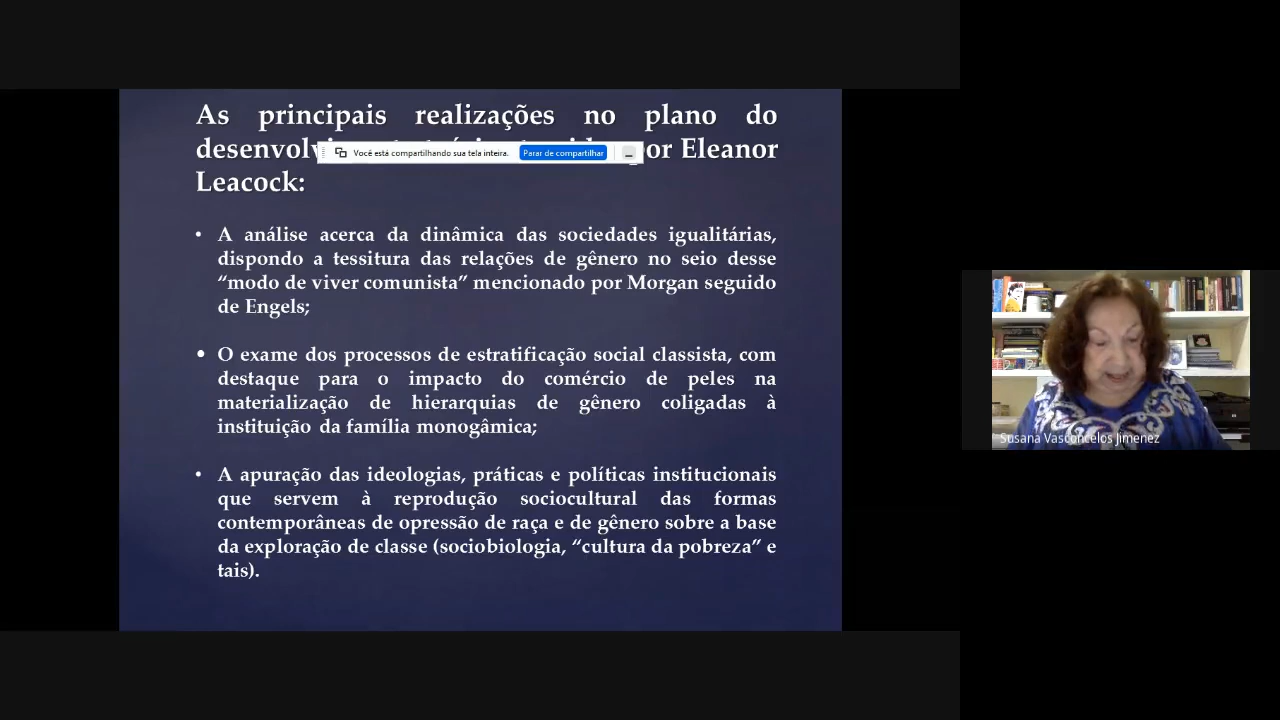 As principais realizações no plano do
por Eleanor
Leacock:
Você está compartilhando sua tela inteira.
Parar de compartilhar
• A análise acerca da dinâmica das sociedades igualitárias,
dispondo a tessitura das relações de gênero no seio desse
“modo de viver comunista” mencionado por Morgan seguido
de Engels;
• O exame dos processos de estratificação social classista, com
destaque para o impacto do comércio de peles na
materialização de hierarquias de gênero coligadas à
instituição da família monogâmica;
• A apuração das ideologias, práticas e políticas institucionais
que servem à reprodução sociocultural das formas
contemporâneas de opressão de raça e de gênero sobre a base
da exploração de classe (sociobiologia, “cultura da pobreza” e
tais).
Susana Vasconcelos Jimenez